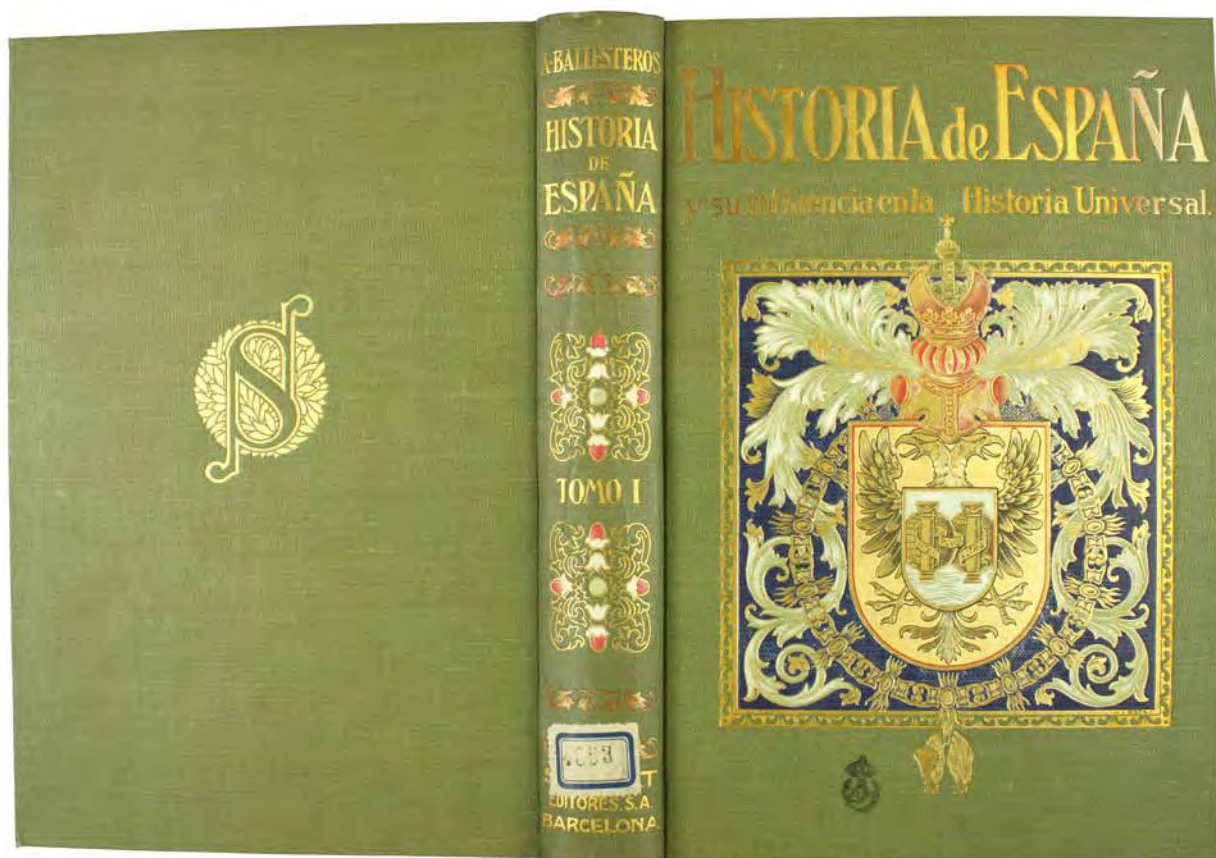 A. BALLESTEROS
HISTORIA
DE
ESPAÑA
TOMO I
EDITORES, S.A.
BARCELONA
HISTORIA de ESPAÑA
y su influencia en la Historia Universal.